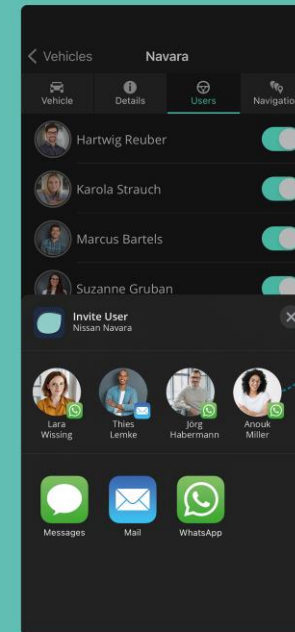 Vehicles
Navara
Vehicle
Details
Users
Navigation
Hartwig Reuber
Karola Strauch
Marcus Bartels
Suzanne Gruban
Invite User
Nissan Navara
Lara
Wissing
Thies
Lemke
Jörg
Habermann
Anouk
Miller
Messages
Mail
WhatsApp